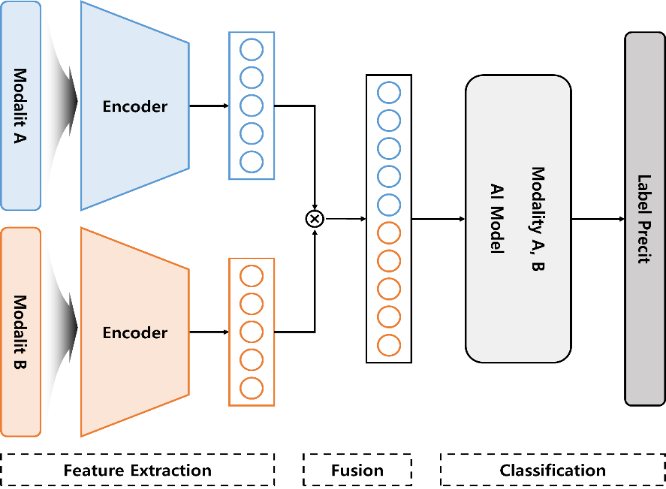 Modalit A
Encoder
Modalit B
Encoder
Modality A, B
AI Model
Label Precit
Feature Extraction
Fusion
Classification